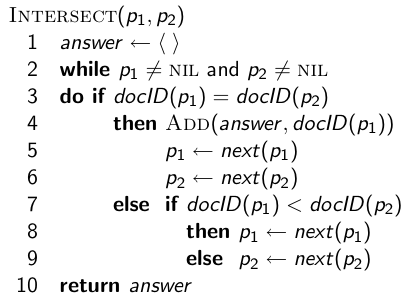 INTERSECT(p1, p2)
1 answer ← ⟨ ⟩
2 while p1 ≠ NIL and p2 ≠ NIL
3 do if docID(p1) = docID(p2)
4 then ADD(answer, docID(p1))
5 p1 ← next(p1)
6 p2 ← next(p2)
7 else if docID(p1) < docID(p2)
8 then p1 ← next(p1)
9 else p2 ← next(p2)
10 return answer